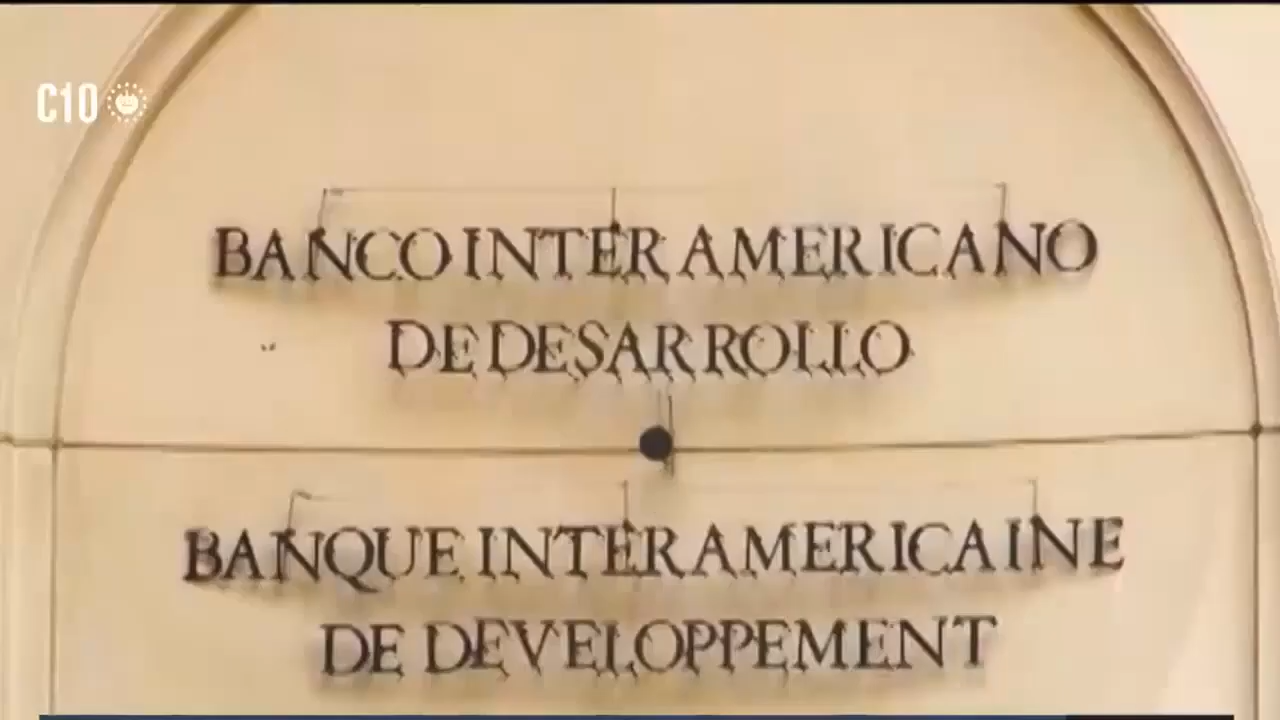 C10
BANCO INTERAMERICANO
DE DESARROLLO
BANQUE INTERAMERICAINE
DE DEVELOPPEMENT